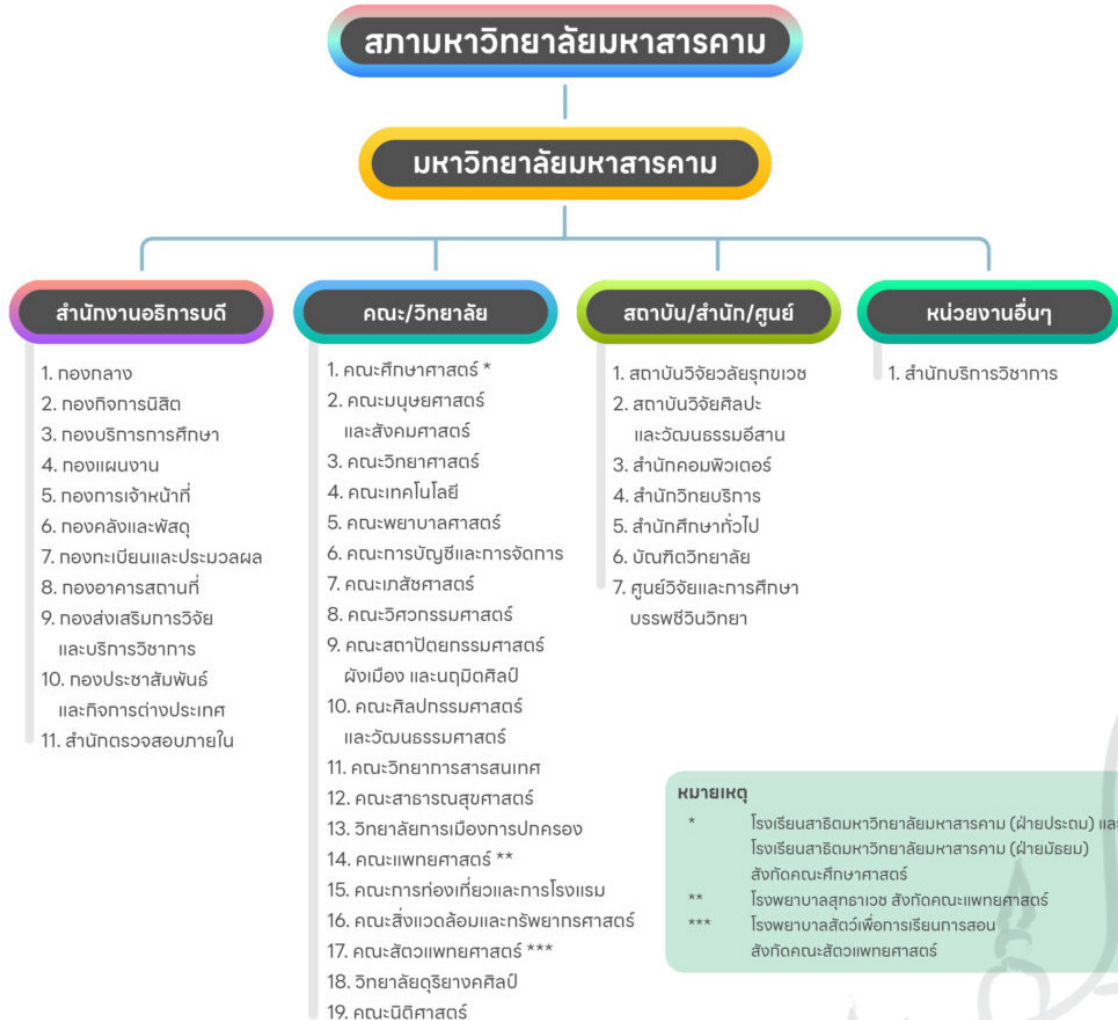 สภามหาวิทยาลัยมหาสารคาม
มหาวิทยาลัยมหาสารคาม
สำนักงานอธิการบดี
1. กองกลาง
2. กองกิจการนิสิต
3. กองบริการการศึกษา
4. กองแผนงาน
5. กองการเจ้าหน้าที่
6. กองคลังและพัสดุ
7. กองทะเบียนและประมวลผล
8. กองอาคารสถานที่
9. กองส่งเสริมการวิจัย
และบริการวิชาการ
10. กองประชาสัมพันธ์
และกิจการต่างประเทศ
11. สำนักตรวจสอบภายใน
คณะ/วิทยาลัย
1. คณะศึกษาศาสตร์ *
2. คณะมนุษยศาสตร์
และสังคมศาสตร์
3. คณะวิทยาศาสตร์
4. คณะเทคโนโลยี
5. คณะพยาบาลศาสตร์
6. คณะการบัญชีและการจัดการ
7. คณะเภสัชศาสตร์
8. คณะวิศวกรรมศาสตร์
9. คณะสถาปัตยกรรมศาสตร์
ผังเมือง และนฤมิตศิลป์
10. คณะศิลปกรรมศาสตร์
และวัฒนธรรมศาสตร์
11. คณะวิทยาการสารสนเทศ
12. คณะสาธารณสุขศาสตร์
13. วิทยาลัยการเมืองการปกครอง
14. คณะแพทยศาสตร์ **
15. คณะการท่องเที่ยวและการโรงแรม
16. คณะสิ่งแวดล้อมและทรัพยากรศาสตร์
17. คณะสัตวแพทยศาสตร์ ***
18. วิทยาลัยดุริยางคศิลป์
19. คณะนิติศาสตร์
สถาบัน/สำนัก/ศูนย์
1. สถาบันวิจัยวลัยรุกขเวช
2. สถาบันวิจัยศิลปะ
และวัฒนธรรมอีสาน
3. สำนักคอมพิวเตอร์
4. สำนักวิทยบริการ
5. สำนักศึกษาทั่วไป
6. บัณฑิตวิทยาลัย
7. ศูนย์วิจัยและการศึกษา
บรรพชีวินวิทยา
หน่วยงานอื่นๆ
1. สำนักบริการวิชาการ
หมายเหตุ
* โรงเรียนสาธิตมหาวิทยาลัยมหาสารคาม (ฝ่ายประถม) และ
โรงเรียนสาธิตมหาวิทยาลัยมหาสารคาม (ฝ่ายมัธยม)
สังกัดคณะศึกษาศาสตร์
** โรงพยาบาลสุทธาเวช สังกัดคณะแพทยศาสตร์
*** โรงพยาบาลสัตว์เพื่อการเรียนการสอน
สังกัดคณะสัตวแพทยศาสตร์